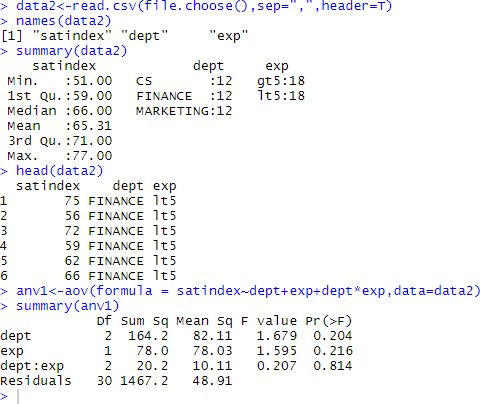 > data2<-read.csv(file.choose(),sep=",",header=T)
> names(data2)
[1] "satindex" "dept"     "exp"
> summary(data2)
    satindex            dept     exp
 Min.   :51.00   CS       :12   gt5:18
 1st Qu.:59.00   FINANCE  :12   lt5:18
 Median :66.00   MARKETING:12
 Mean   :65.31
 3rd Qu.:71.00
 Max.   :77.00
> head(data2)
  satindex    dept exp
1       75 FINANCE lt5
2       56 FINANCE lt5
3       72 FINANCE lt5
4       59 FINANCE lt5
5       62 FINANCE lt5
6       66 FINANCE lt5
> anv1<-aov(formula = satindex~dept+exp+dept*exp,data=data2)
> summary(anv1)
            Df Sum Sq Mean Sq F value Pr(>F)
dept         2  164.2   82.11   1.679  0.204
exp          1   78.0   78.03   1.595  0.216
dept:exp     2   20.2   10.11   0.207  0.814
Residuals   30 1467.2   48.91
>